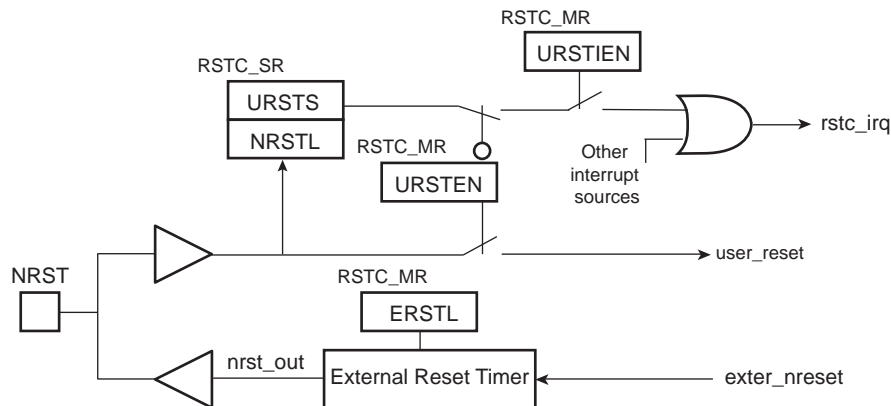 RSTC_MR
URSTIEN
RSTC_SR
URSTS
NRSTL
rstc_irq
RSTC_MR
URSTEN
Other
interrupt
sources
user_reset
NRST
RSTC_MR
ERSTL
nrst_out
External Reset Timer
exter_nreset